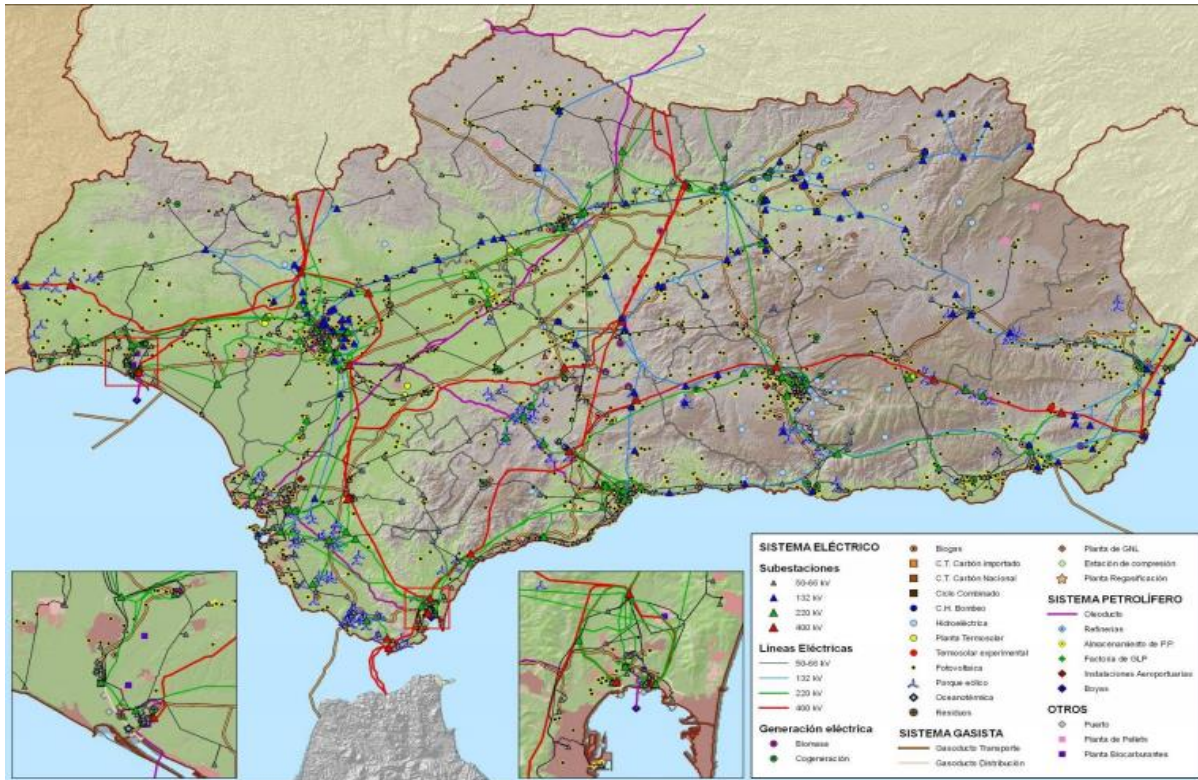 SISTEMA ELÉCTRICO
Subestaciones
50-66 kV
132 kV
220 kV
400 kV
Líneas Eléctricas
50-66 kV
132 kV
220 kV
400 kV
Generación eléctrica
Biomasa
Cogeneración
Biogas
C.T. Carbón importado
C.T. Carbón Nacional
Ciclo Combinado
C.H. Bombeo
Hidroeléctrica
Planta Termosolar
Termosolar experimental
Fotovoltaica
Parque eólico
Oceanotérmica
Residuos
SISTEMA GASISTA
Gasoducto Transporte
Gasoducto Distribución
Planta de GNL
Estación de compresión
Planta Regasificación
SISTEMA PETROLÍFERO
Oleoducto
Refinerías
Almacenamiento de P.P.
Factoría de GLP
Instalaciones Aeroportuarias
Boyas
OTROS
Puerto
Planta de Pellets
Planta Biocarburantes